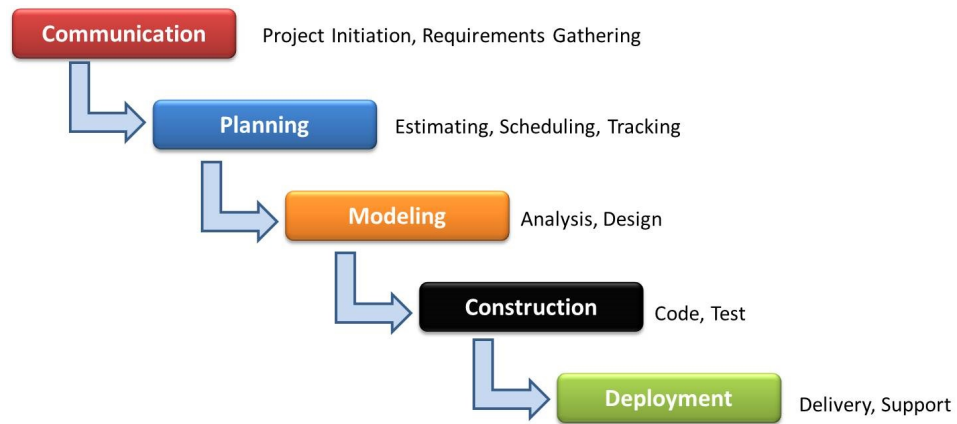 Communication
Project Initiation, Requirements Gathering
Planning
Estimating, Scheduling, Tracking
Modeling
Analysis, Design
Construction
Code, Test
Deployment
Delivery, Support